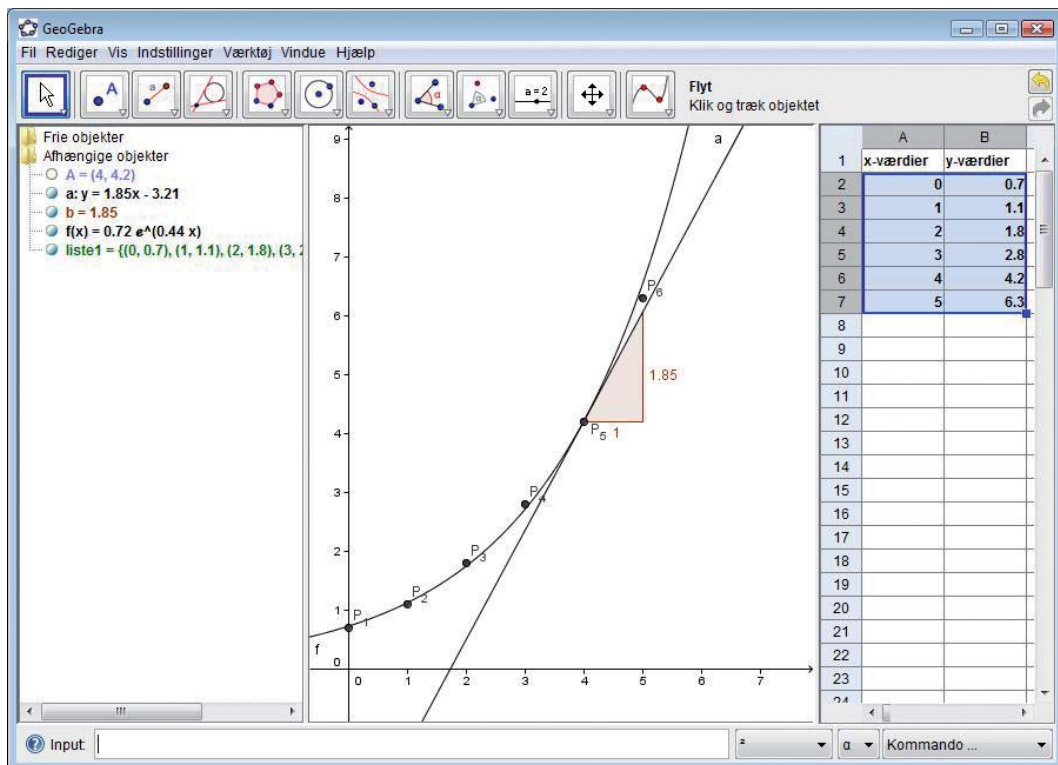 GeoGebra
Fil Rediger Vis Indstillinger Værktøj Vindue Hjælp
A a α a=2
Flyt
Klik og træk objektet
Frie objekter
Afhængige objekter
A = (4, 4.2)
a: y = 1.85x - 3.21
b = 1.85
f(x) = 0.72 e^(0.44 x)
liste1 = {(0, 0.7), (1, 1.1), (2, 1.8), (3, 2
9
8
7
6
5
4
3
2
1
0
0 1 2 3 4 5 6 7
a
f
P1
P2
P3
P4
P5
P6
1
1.85
A B
1 x-værdier y-værdier
2 0 0.7
3 1 1.1
4 2 1.8
5 3 2.8
6 4 4.2
7 5 6.3
8
9
10
11
12
13
14
15
16
17
18
19
20
21
22
23
24
Input:
² α Kommando ...